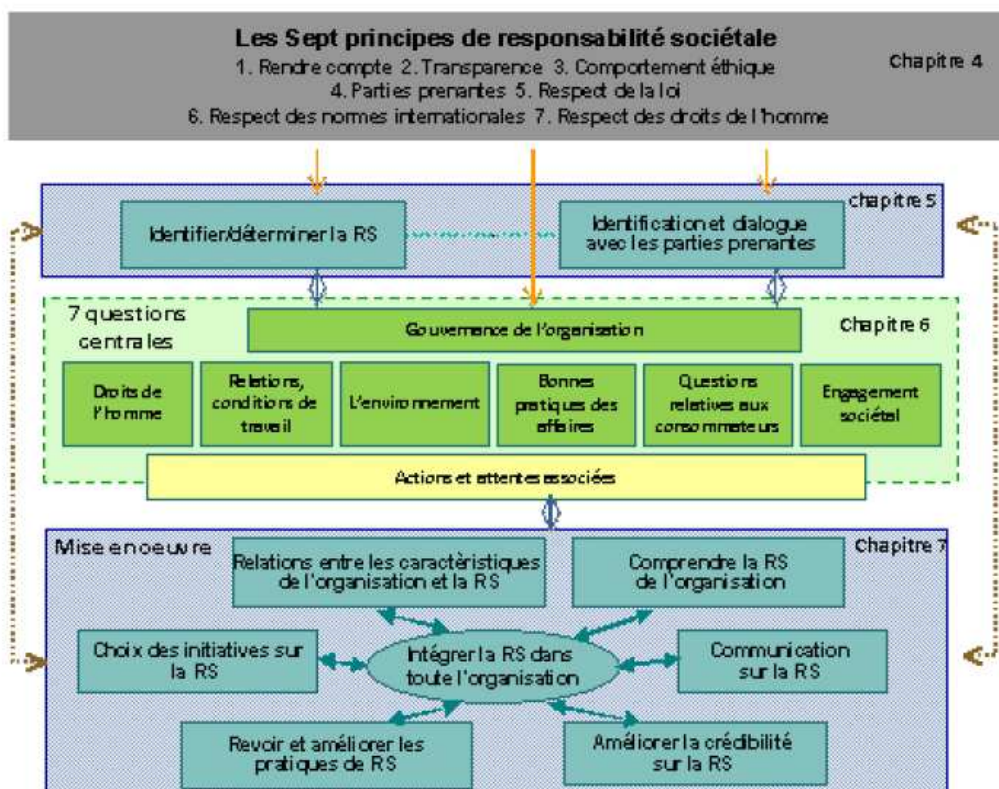 Les Sept principes de responsabilité sociétale
1. Rendre compte 2. Transparence 3. Comportement éthique
4. Parties prenantes 5. Respect de la loi
6. Respect des normes internationales 7. Respect des droits de l'homme
Chapitre 4
chapitre 5
Identifier/déterminer la RS
Identification et dialogue
avec les parties prenantes
7 questions
centrales
Gouvernance de l'organisation
Chapitre 6
Droits de
l'homme
Relations,
conditions de
travail
L'environnement
Bonnes
pratiques des
affaires
Questions
relatives aux
consommateurs
Engagement
sociétal
Actions et attentes associées
Mise en oeuvre
Chapitre 7
Relations entre les caractèristiques
de l'organisation et la RS
Comprendre la RS
de l'organisation
Choix des initiatives sur
la RS
Intégrer la RS dans
toute l'organisation
Communication
sur la RS
Revoir et améliorer les
pratiques de RS
Améliorer la crédibilité
sur la RS